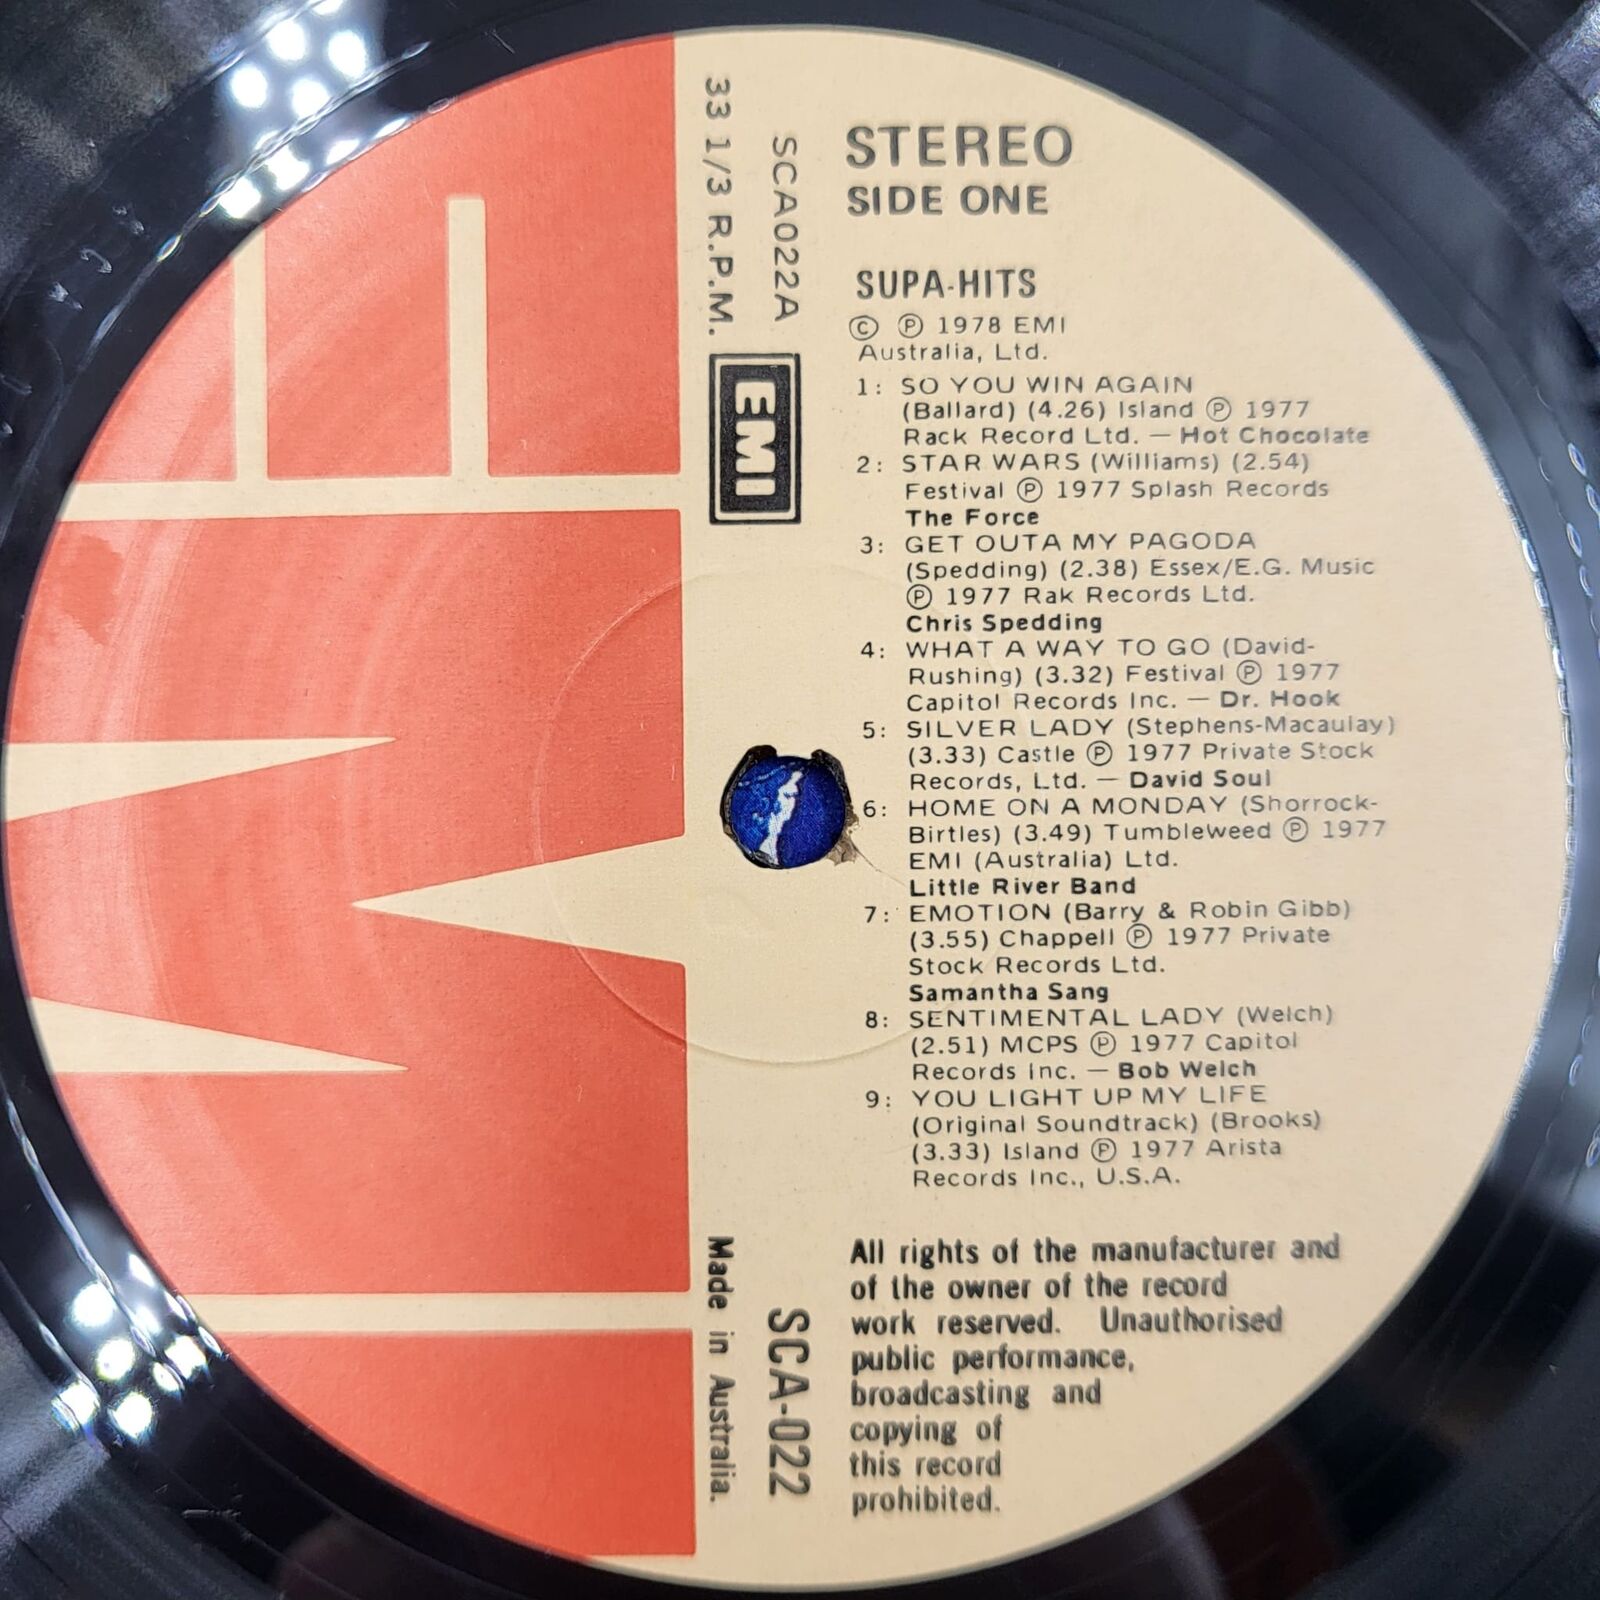 STEREO
SIDE ONE
33 1/3 R.P.M.
SCA022A
EMI
SUPA-HITS
© ℗ 1978 EMI
Australia, Ltd.
1: SO YOU WIN AGAIN
(Ballard) (4.26) Island ℗ 1977
Rack Record Ltd. — Hot Chocolate
2: STAR WARS (Williams) (2.54)
Festival ℗ 1977 Splash Records
The Force
3: GET OUTA MY PAGODA
(Spedding) (2.38) Essex/E.G. Music
℗ 1977 Rak Records Ltd.
Chris Spedding
4: WHAT A WAY TO GO (David-
Rushing) (3.32) Festival ℗ 1977
Capitol Records Inc. — Dr. Hook
5: SILVER LADY (Stephens-Macaulay)
(3.33) Castle ℗ 1977 Private Stock
Records, Ltd. — David Soul
6: HOME ON A MONDAY (Shorrock-
Birtles) (3.49) Tumbleweed ℗ 1977
EMI (Australia) Ltd.
Little River Band
7: EMOTION (Barry & Robin Gibb)
(3.55) Chappell ℗ 1977 Private
Stock Records Ltd.
Samantha Sang
8: SENTIMENTAL LADY (Welch)
(2.51) MCPS ℗ 1977 Capitol
Records Inc. — Bob Welch
9: YOU LIGHT UP MY LIFE
(Original Soundtrack) (Brooks)
(3.33) Island ℗ 1977 Arista
Records Inc., U.S.A.
Made in Australia.
SCA-022
All rights of the manufacturer and
of the owner of the record
work reserved. Unauthorised
public performance,
broadcasting and
copying of
this record
prohibited.